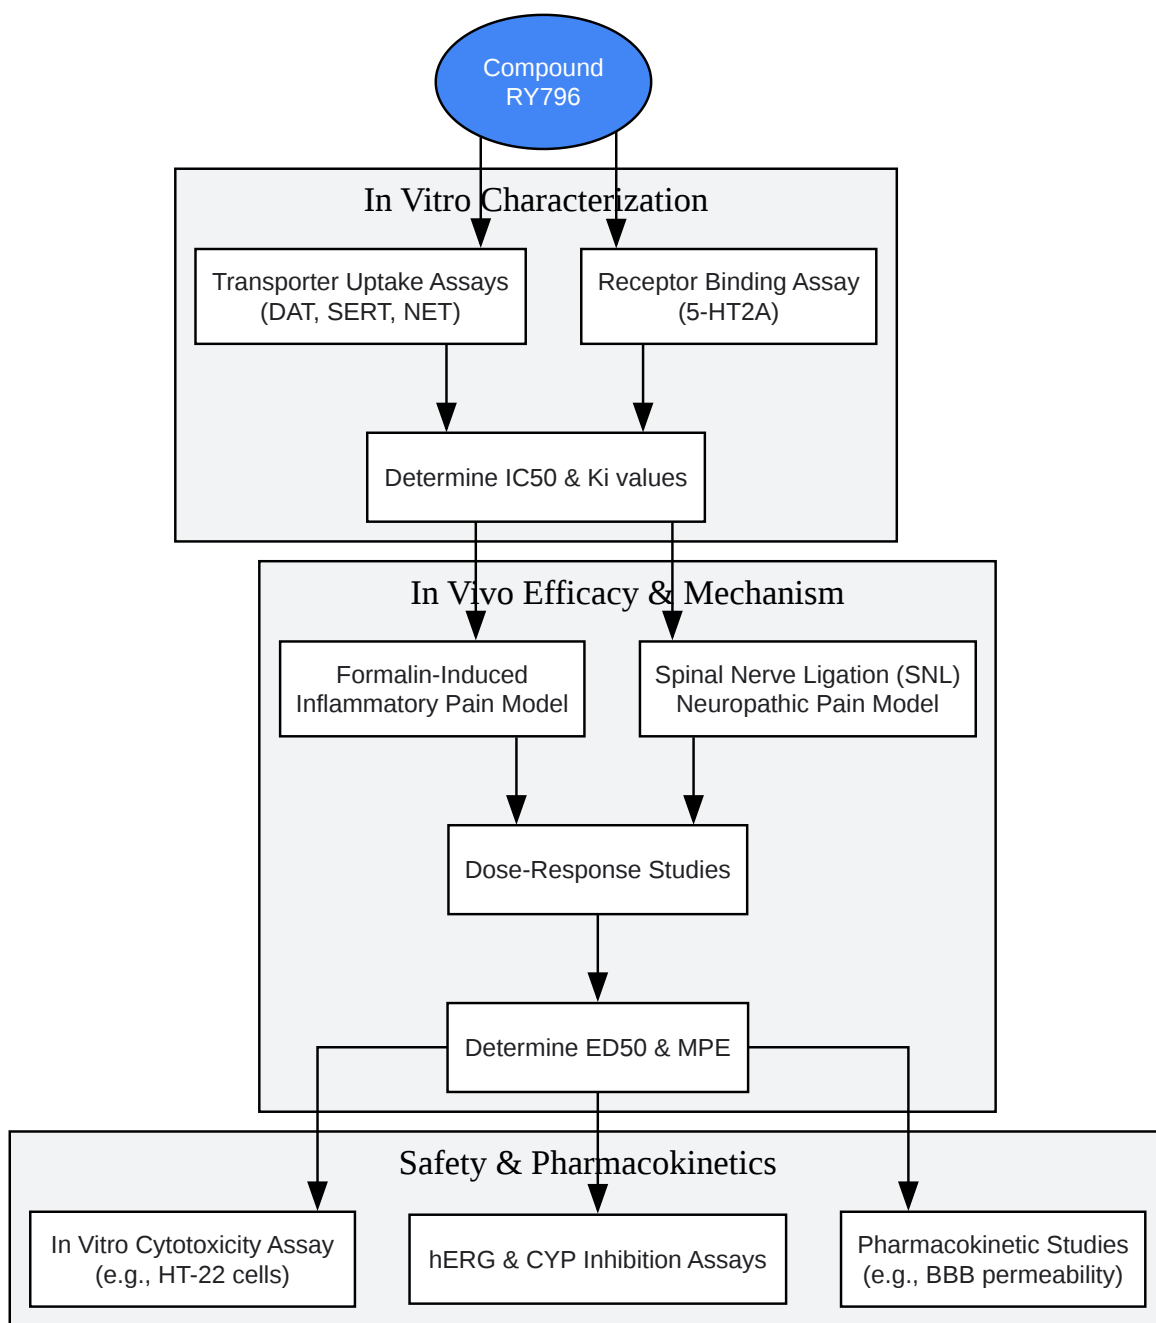 Compound
RY796
In Vitro Characterization
Transporter Uptake Assays
(DAT, SERT, NET)
Receptor Binding Assay
(5-HT2A)
Determine IC50 & Ki values
In Vivo Efficacy & Mechanism
Formalin-Induced
Inflammatory Pain Model
Spinal Nerve Ligation (SNL)
Neuropathic Pain Model
Dose-Response Studies
Determine ED50 & MPE
Safety & Pharmacokinetics
In Vitro Cytotoxicity Assay
(e.g., HT-22 cells)
hERG & CYP Inhibition Assays
Pharmacokinetic Studies
(e.g., BBB permeability)